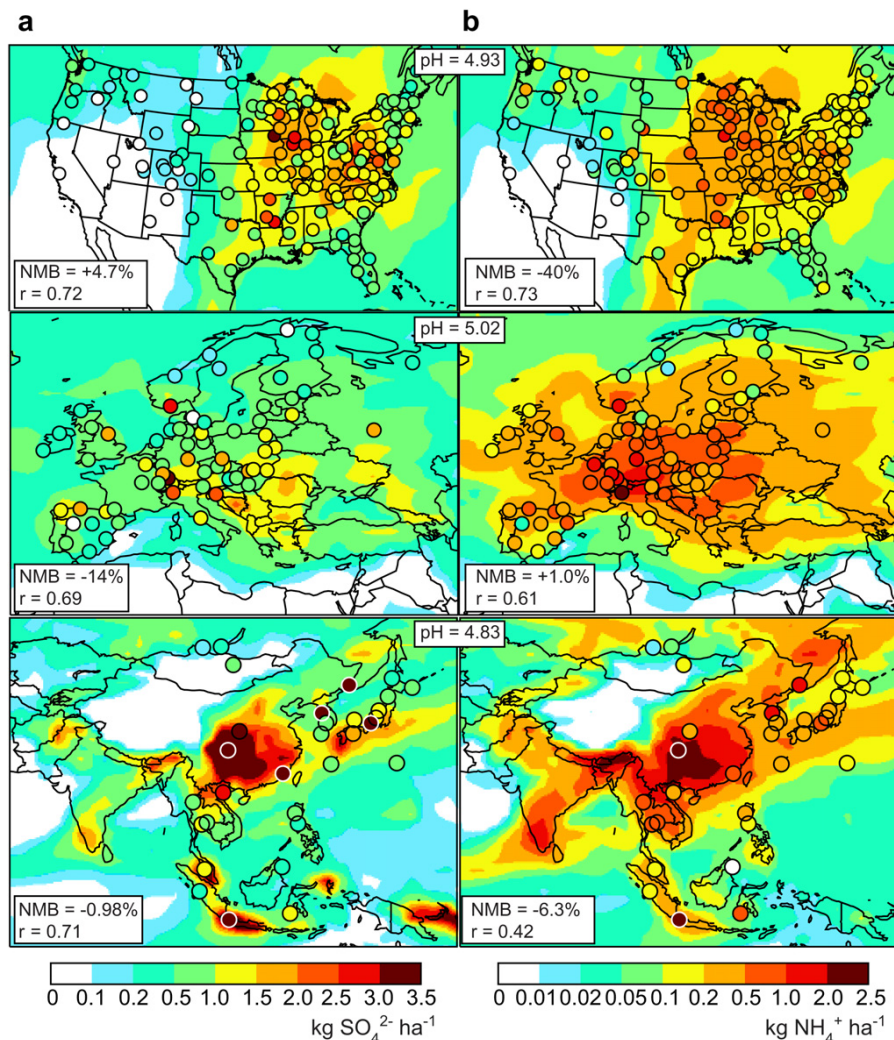 a b
pH = 4.93
NMB = +4.7%
r = 0.72
NMB = -40%
r = 0.73
pH = 5.02
NMB = -14%
r = 0.69
NMB = +1.0%
r = 0.61
pH = 4.83
NMB = -0.98%
r = 0.71
NMB = -6.3%
r = 0.42
0 0.1 0.2 0.5 1.0 1.5 2.0 2.5 3.0 3.5
kg SO₄²⁻ ha⁻¹
0 0.01 0.02 0.05 0.1 0.2 0.5 1.0 2.0 2.5
kg NH₄⁺ ha⁻¹